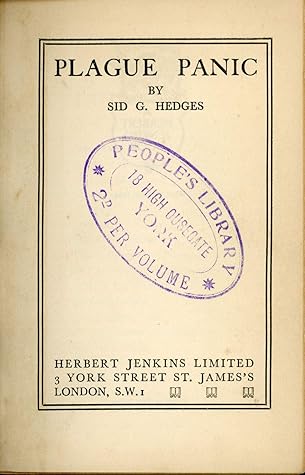 PLAGUE PANIC
BY
SID G. HEDGES
PEOPLE'S LIBRARY
18 HIGH OUSEGATE
YORK
2D PER VOLUME
HERBERT JENKINS LIMITED
3 YORK STREET ST. JAMES'S
LONDON, S.W.1